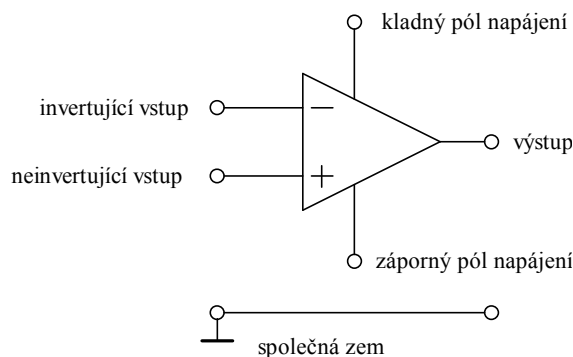 kladný pól napájení
invertující vstup
−
výstup
neinvertující vstup
+
záporný pól napájení
společná zem